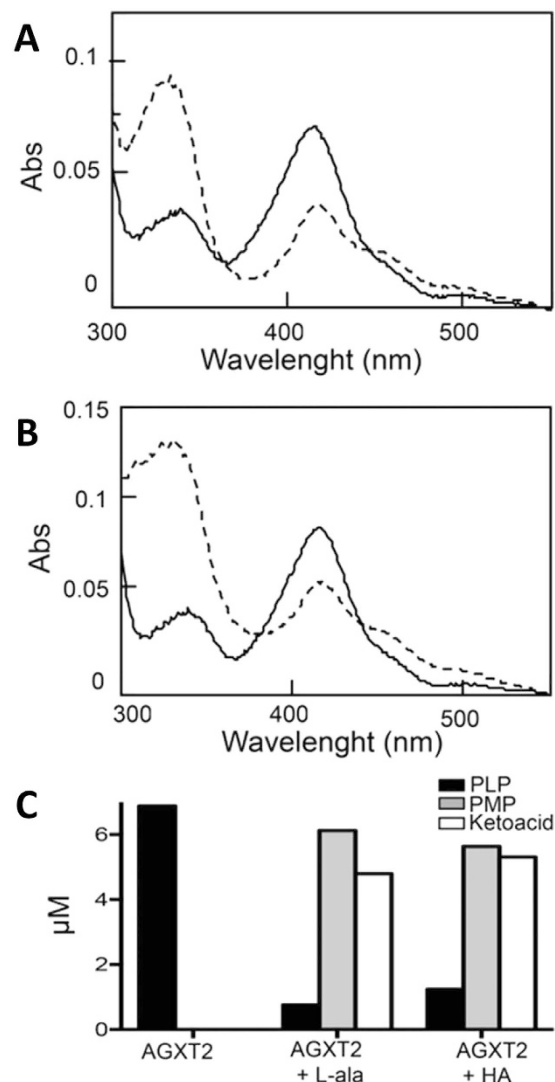 A
0.1
0.05
0
Abs
300
400
500
Wavelenght (nm)
B
0.15
0.1
0.05
0
Abs
300
400
500
Wavelenght (nm)
C
PLP
PMP
Ketoacid
6
4
2
0
µM
AGXT2
AGXT2
+ L-ala
AGXT2
+ HA